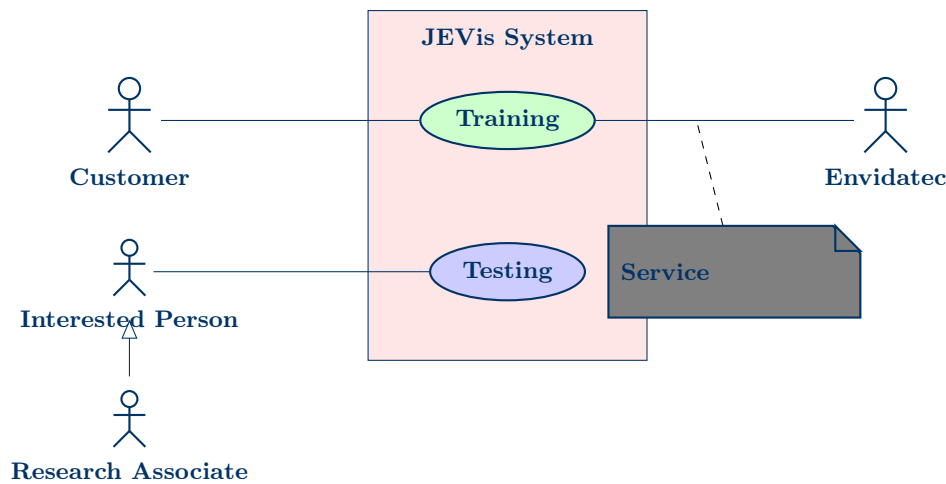 JEVis System
Training
Customer
Envidatec
Testing
Service
Interested Person
Research Associate